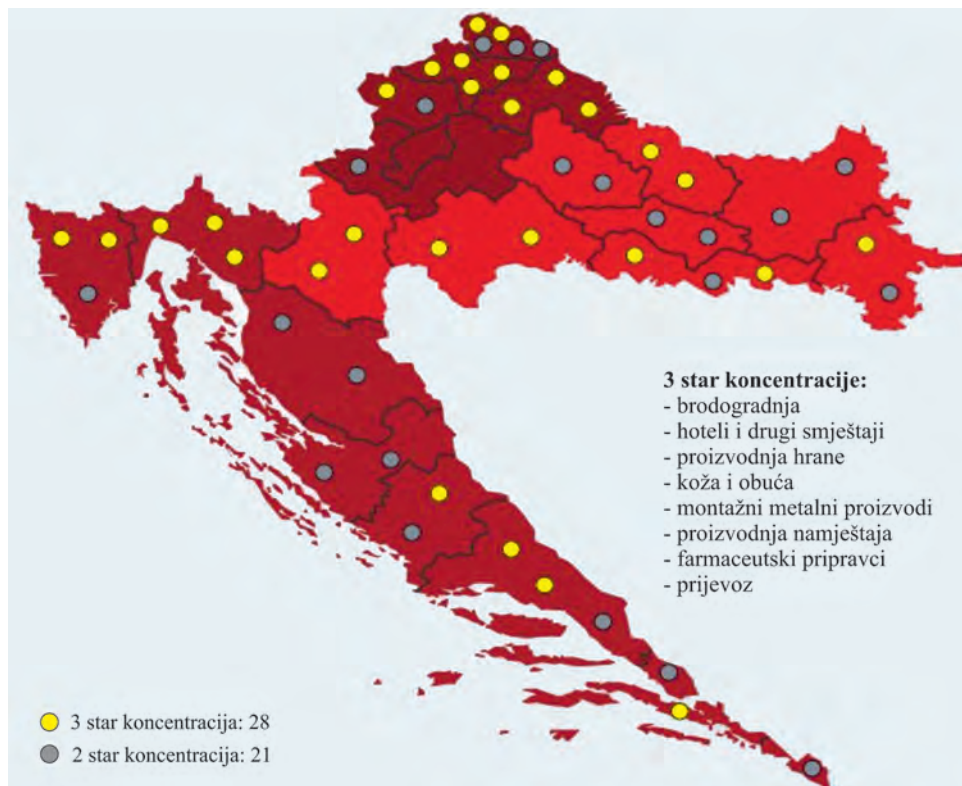 3 star koncentracije:
- brodogradnja
- hoteli i drugi smještaji
- proizvodnja hrane
- koža i obuća
- montažni metalni proizvodi
- proizvodnja namještaja
- farmaceutski pripravci
- prijevoz
3 star koncentracija: 28
2 star koncentracija: 21